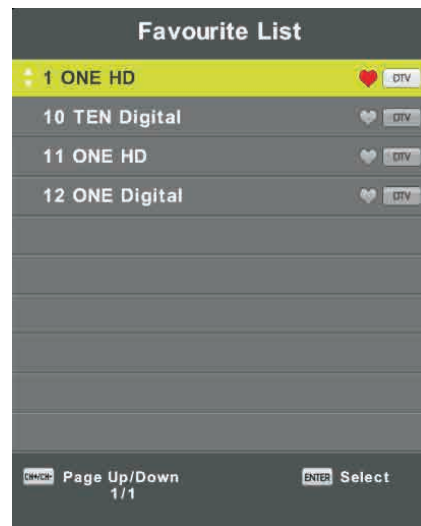 Favourite List
1 ONE HD DTV
10 TEN Digital DTV
11 ONE HD DTV
12 ONE Digital DTV
CH+/CH- Page Up/Down ENTER Select
1/1